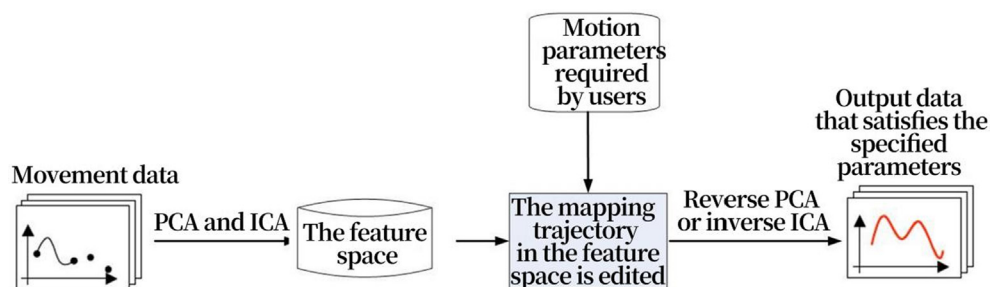 Motion
parameters
required
by users
Output data
that satisfies the
specified
parameters
Movement data
PCA and ICA
The feature
space
The mapping
trajectory
in the feature
space is edited
Reverse PCA
or inverse ICA